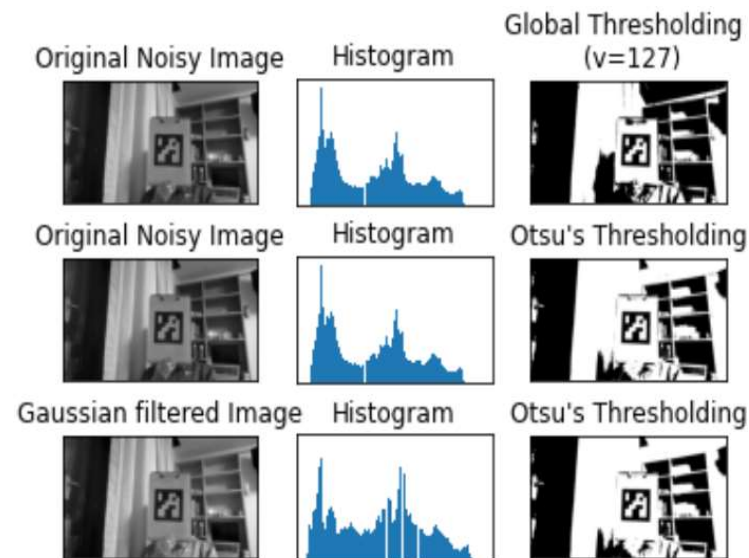 Original Noisy Image
Histogram
Global Thresholding
(v=127)
Original Noisy Image
Histogram
Otsu's Thresholding
Gaussian filtered Image
Histogram
Otsu's Thresholding